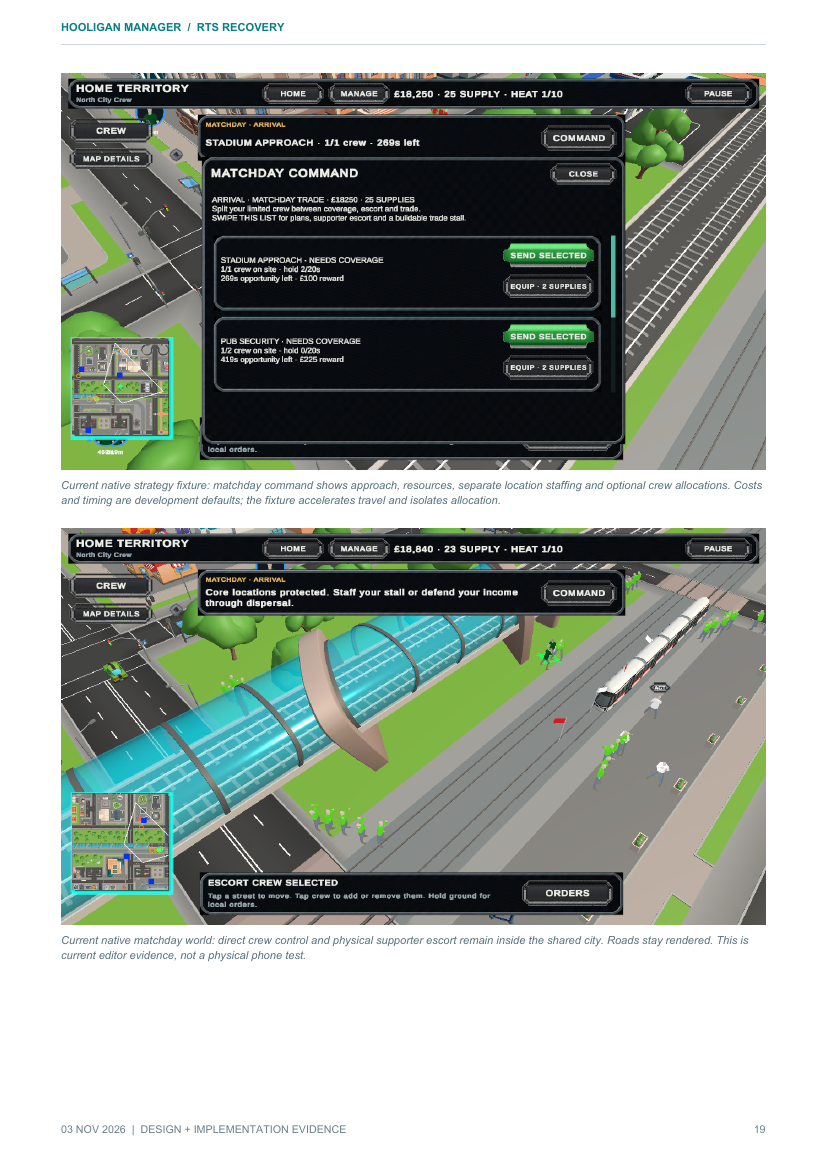 HOOLIGAN MANAGER / RTS RECOVERY
HOME TERRITORY
North City Crew
HOME
MANAGE
£18,250 · 25 SUPPLY · HEAT 1/10
PAUSE
CREW
MAP DETAILS
MATCHDAY · ARRIVAL
STADIUM APPROACH · 1/1 crew · 269s left
COMMAND
MATCHDAY COMMAND
CLOSE
ARRIVAL · MATCHDAY TRADE · £18250 · 25 SUPPLIES
Split your limited crew between coverage, escort and trade.
SWIPE THIS LIST for plans, supporter escort and a buildable trade stall.
STADIUM APPROACH · NEEDS COVERAGE
1/1 crew on site · hold 2/20s
269s opportunity left · £100 reward
SEND SELECTED
EQUIP · 2 SUPPLIES
PUB SECURITY · NEEDS COVERAGE
1/2 crew on site · hold 0/20s
419s opportunity left · £225 reward
SEND SELECTED
EQUIP · 2 SUPPLIES
local orders.
Current native strategy fixture: matchday command shows approach, resources, separate location staffing and optional crew allocations. Costs
and timing are development defaults; the fixture accelerates travel and isolates allocation.
HOME TERRITORY
North City Crew
HOME
MANAGE
£18,840 · 23 SUPPLY · HEAT 1/10
PAUSE
CREW
MAP DETAILS
MATCHDAY · ARRIVAL
Core locations protected. Staff your stall or defend your income
through dispersal.
COMMAND
ACT
ESCORT CREW SELECTED
Tap a street to move. Tap crew to add or remove them. Hold ground for
local orders.
ORDERS
Current native matchday world: direct crew control and physical supporter escort remain inside the shared city. Roads stay rendered. This is
current editor evidence, not a physical phone test.
03 NOV 2026 | DESIGN + IMPLEMENTATION EVIDENCE
19